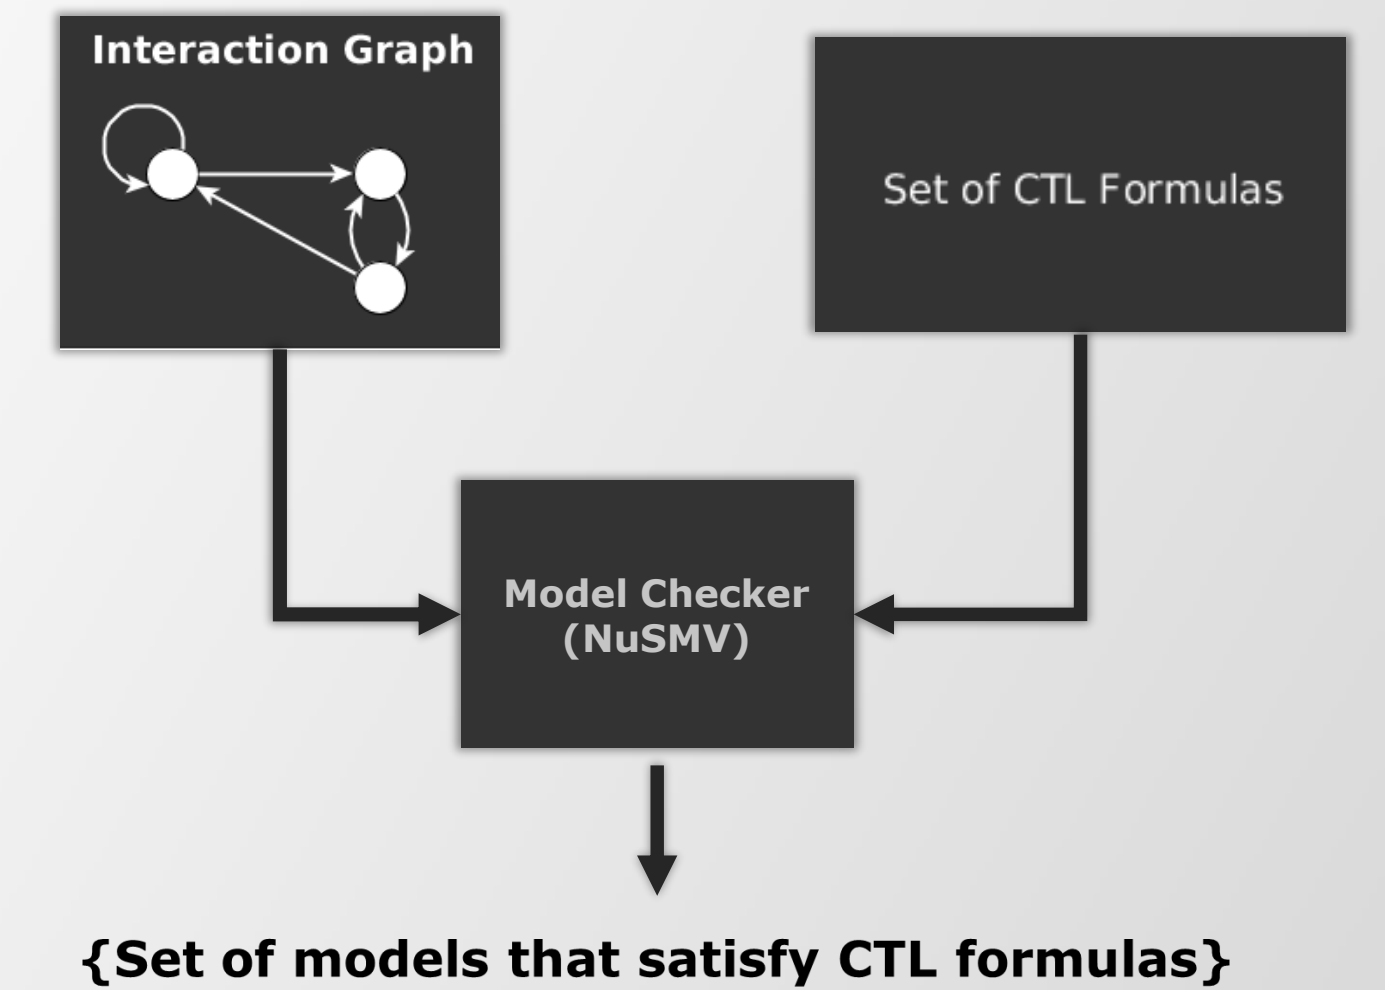 Interaction Graph
Set of CTL Formulas
Model Checker
(NuSMV)
{Set of models that satisfy CTL formulas}